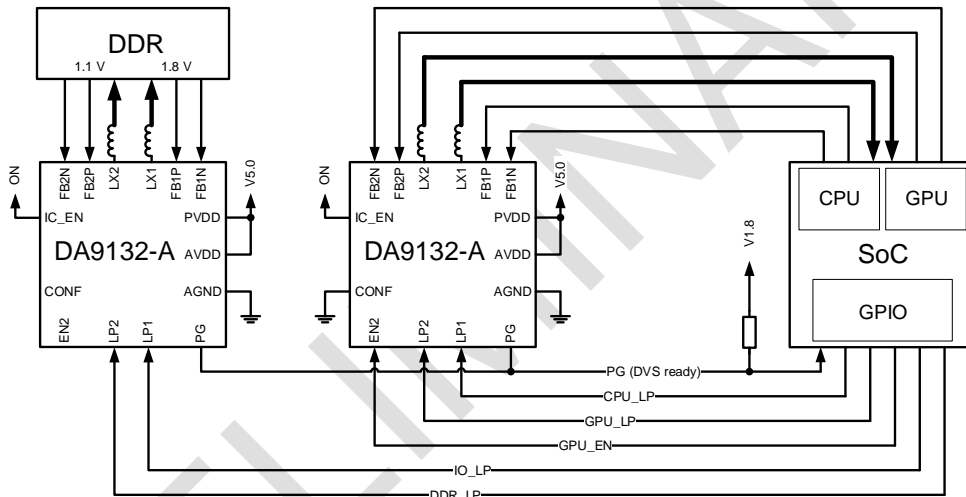 DDR
1.1 V 1.8 V
FB2N FB2P LX2 LX1 FB1P FB1N
ON
IC_EN
PVDD
V5.0
DA9132-A
AVDD
CONF
AGND
EN2 LP2 LP1 PG
FB2N FB2P LX2 LX1 FB1P FB1N
ON
IC_EN
PVDD
V5.0
DA9132-A
AVDD
CONF
AGND
EN2 LP2 LP1 PG
V1.8
CPU GPU
SoC
GPIO
PG (DVS ready)
CPU_LP
GPU_LP
GPU_EN
IO_LP
DDR_LP